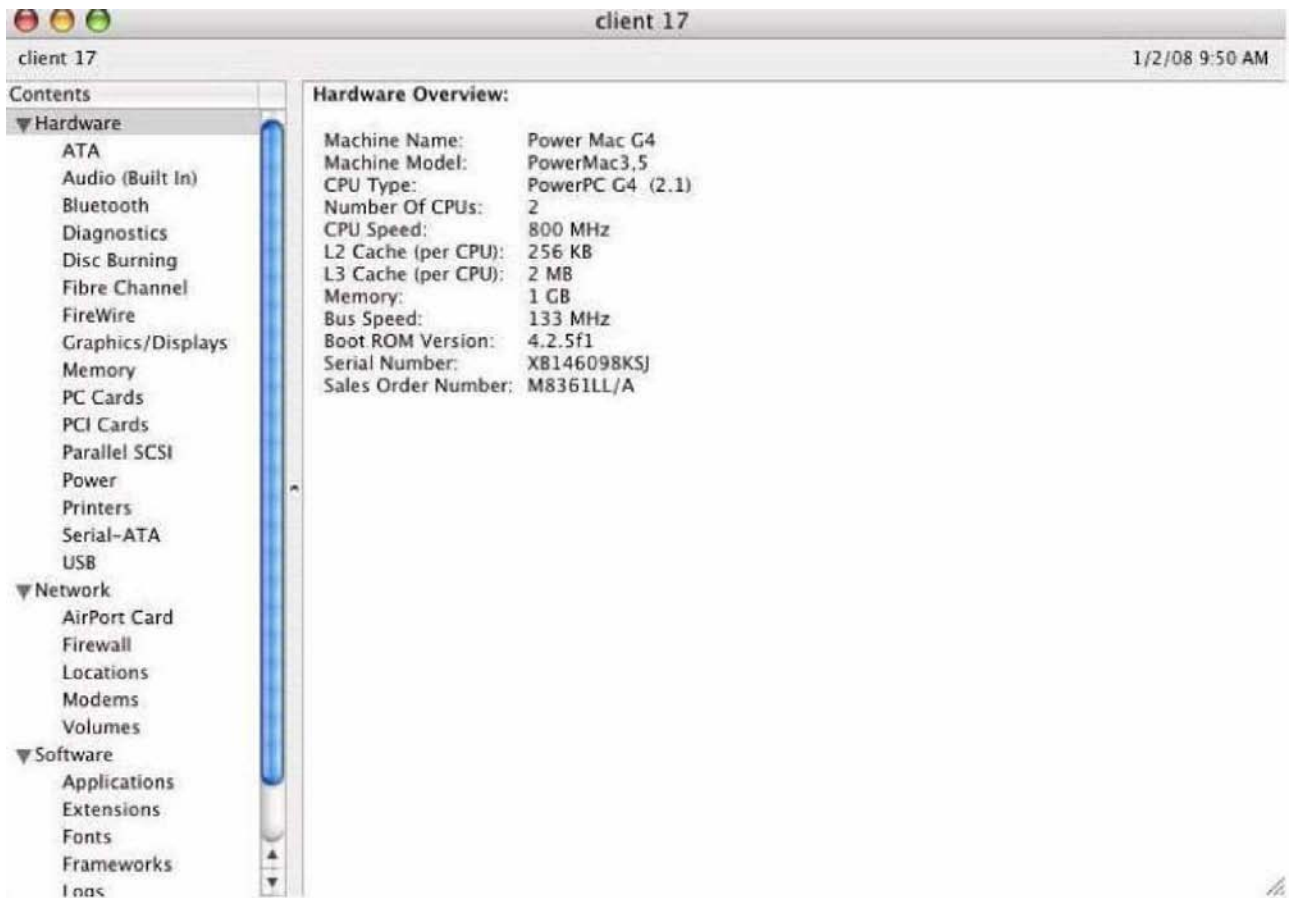 client 17
client 17
1/2/08 9:50 AM
Contents
Hardware
ATA
Audio (Built In)
Bluetooth
Diagnostics
Disc Burning
Fibre Channel
FireWire
Graphics/Displays
Memory
PC Cards
PCI Cards
Parallel SCSI
Power
Printers
Serial-ATA
USB
Network
AirPort Card
Firewall
Locations
Modems
Volumes
Software
Applications
Extensions
Fonts
Frameworks
Logs
Hardware Overview:
Machine Name: Power Mac G4
Machine Model: PowerMac3,5
CPU Type: PowerPC G4 (2.1)
Number Of CPUs: 2
CPU Speed: 800 MHz
L2 Cache (per CPU): 256 KB
L3 Cache (per CPU): 2 MB
Memory: 1 GB
Bus Speed: 133 MHz
Boot ROM Version: 4.2.5f1
Serial Number: XB146098KSJ
Sales Order Number: M8361LL/A